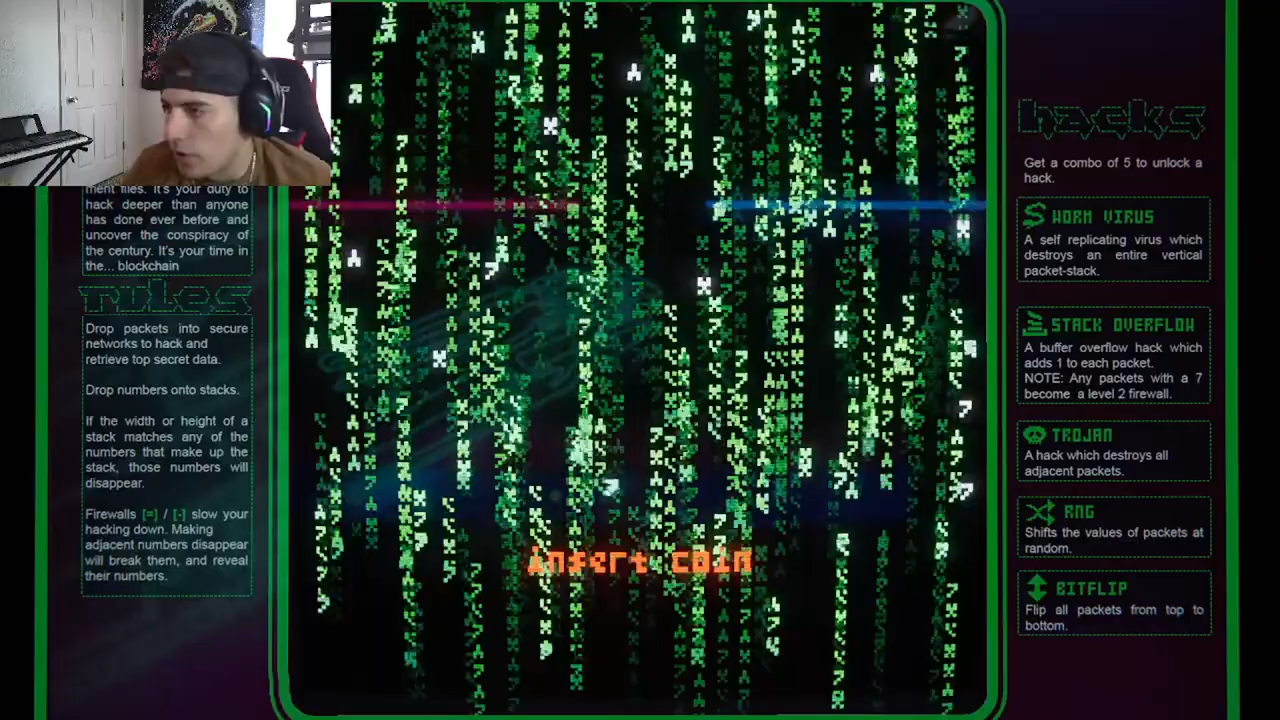 ment files. It's your duty to
hack deeper than anyone
has done ever before and
uncover the conspiracy of
the century. It's your time in
the... blockchain
rules
Drop packets into secure
networks to hack and
retrieve top secret data.
Drop numbers onto stacks.
If the width or height of a
stack matches any of the
numbers that make up the
stack, those numbers will
disappear.
Firewalls [=] / [-] slow your
hacking down. Making
adjacent numbers disappear
will break them, and reveal
their numbers.
insert coin
hacks
Get a combo of 5 to unlock a
hack.
WORM VIRUS
A self replicating virus which
destroys an entire vertical
packet-stack.
STACK OVERFLOW
A buffer overflow hack which
adds 1 to each packet.
NOTE: Any packets with a 7
become a level 2 firewall.
TROJAN
A hack which destroys all
adjacent packets.
RNG
Shifts the values of packets at
random.
BITFLIP
Flip all packets from top to
bottom.